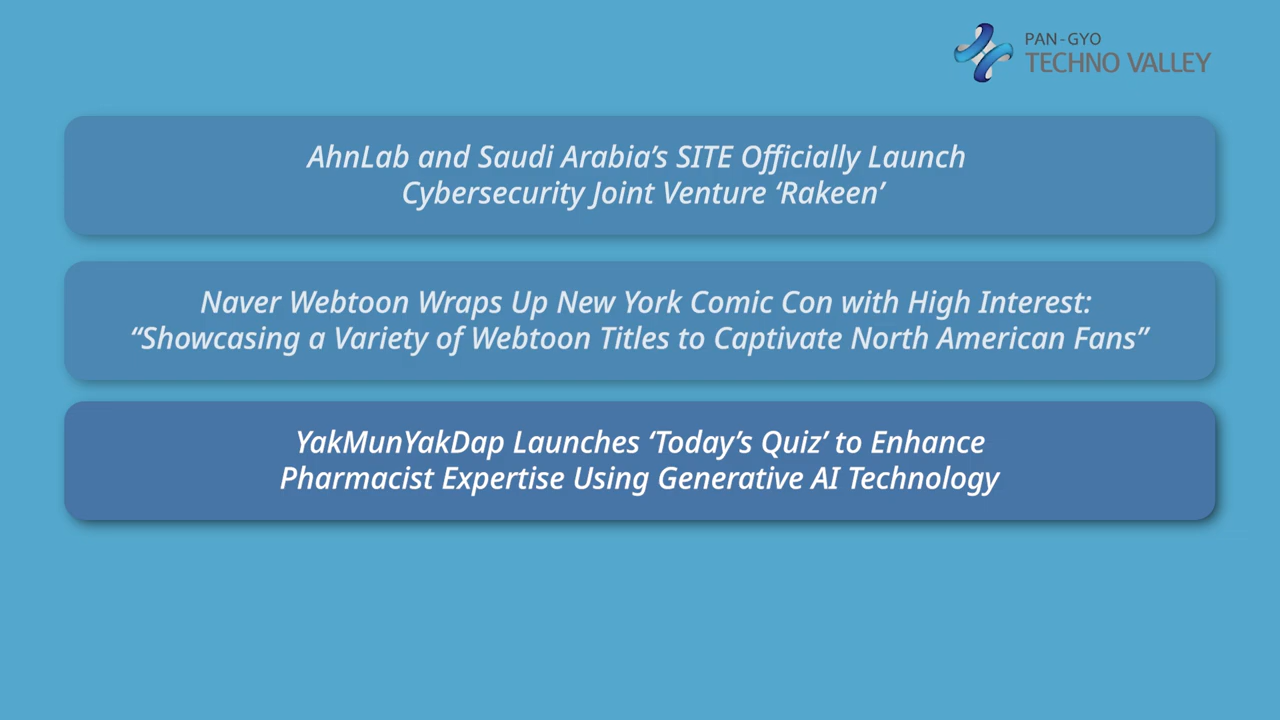 PAN-GYO
TECHNO VALLEY
AhnLab and Saudi Arabia’s SITE Officially Launch
Cybersecurity Joint Venture ‘Rakeen’
Naver Webtoon Wraps Up New York Comic Con with High Interest:
“Showcasing a Variety of Webtoon Titles to Captivate North American Fans”
YakMunYakDap Launches ‘Today’s Quiz’ to Enhance
Pharmacist Expertise Using Generative AI Technology